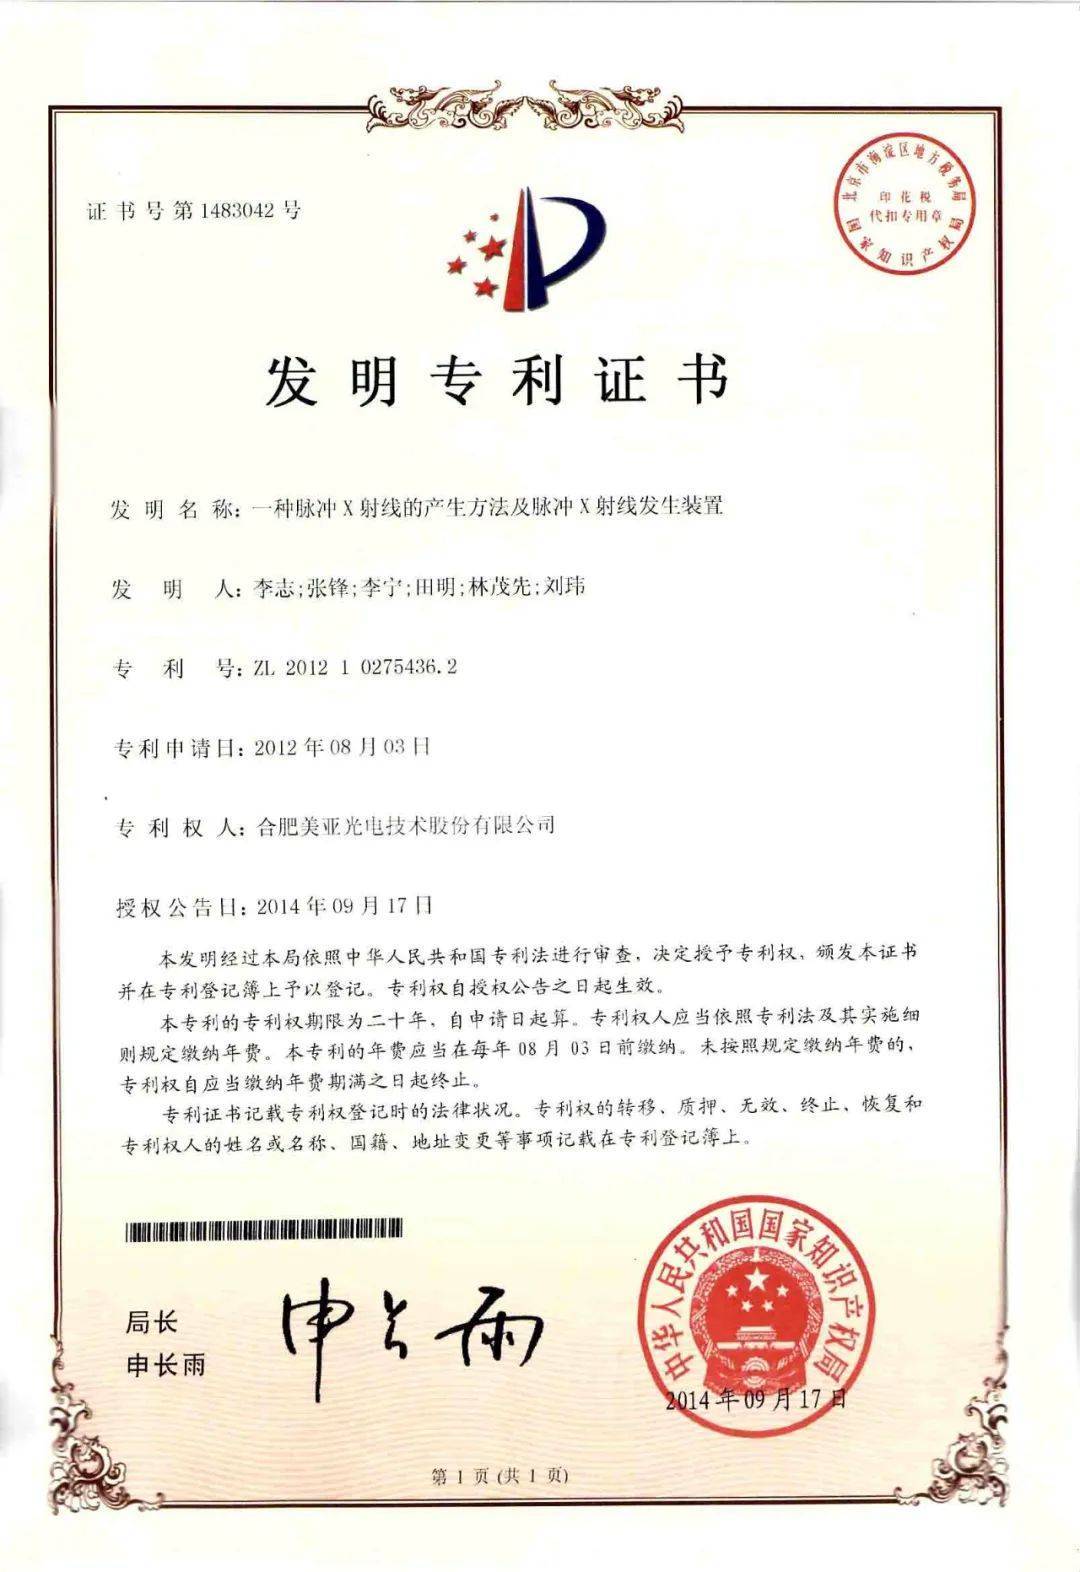 证书号第1483042号
北京市海淀区地方税务局
印花税
代扣专用章
国家知识产权局
发明专利证书
发明名称：一种脉冲X射线的产生方法及脉冲X射线发生装置
发明人：李志;张锋;李宁;田明;林茂先;刘玮
专利号：ZL 2012 1 0275436.2
专利申请日：2012年08月03日
专利权人：合肥美亚光电技术股份有限公司
授权公告日：2014年09月17日
本发明经过本局依照中华人民共和国专利法进行审查，决定授予专利权，颁发本证书
并在专利登记簿上予以登记。专利权自授权公告之日起生效。
本专利的专利权期限为二十年，自申请日起算。专利权人应当依照专利法及其实施细
则规定缴纳年费。本专利的年费应当在每年08月03日前缴纳。未按照规定缴纳年费的，
专利权自应当缴纳年费期满之日起终止。
专利证书记载专利权登记时的法律状况。专利权的转移、质押、无效、终止、恢复和
专利权人的姓名或名称、国籍、地址变更等事项记载在专利登记簿上。
局长
申长雨
申长雨
中华人民共和国国家知识产权局
2014年09月17日
第1页(共1页)